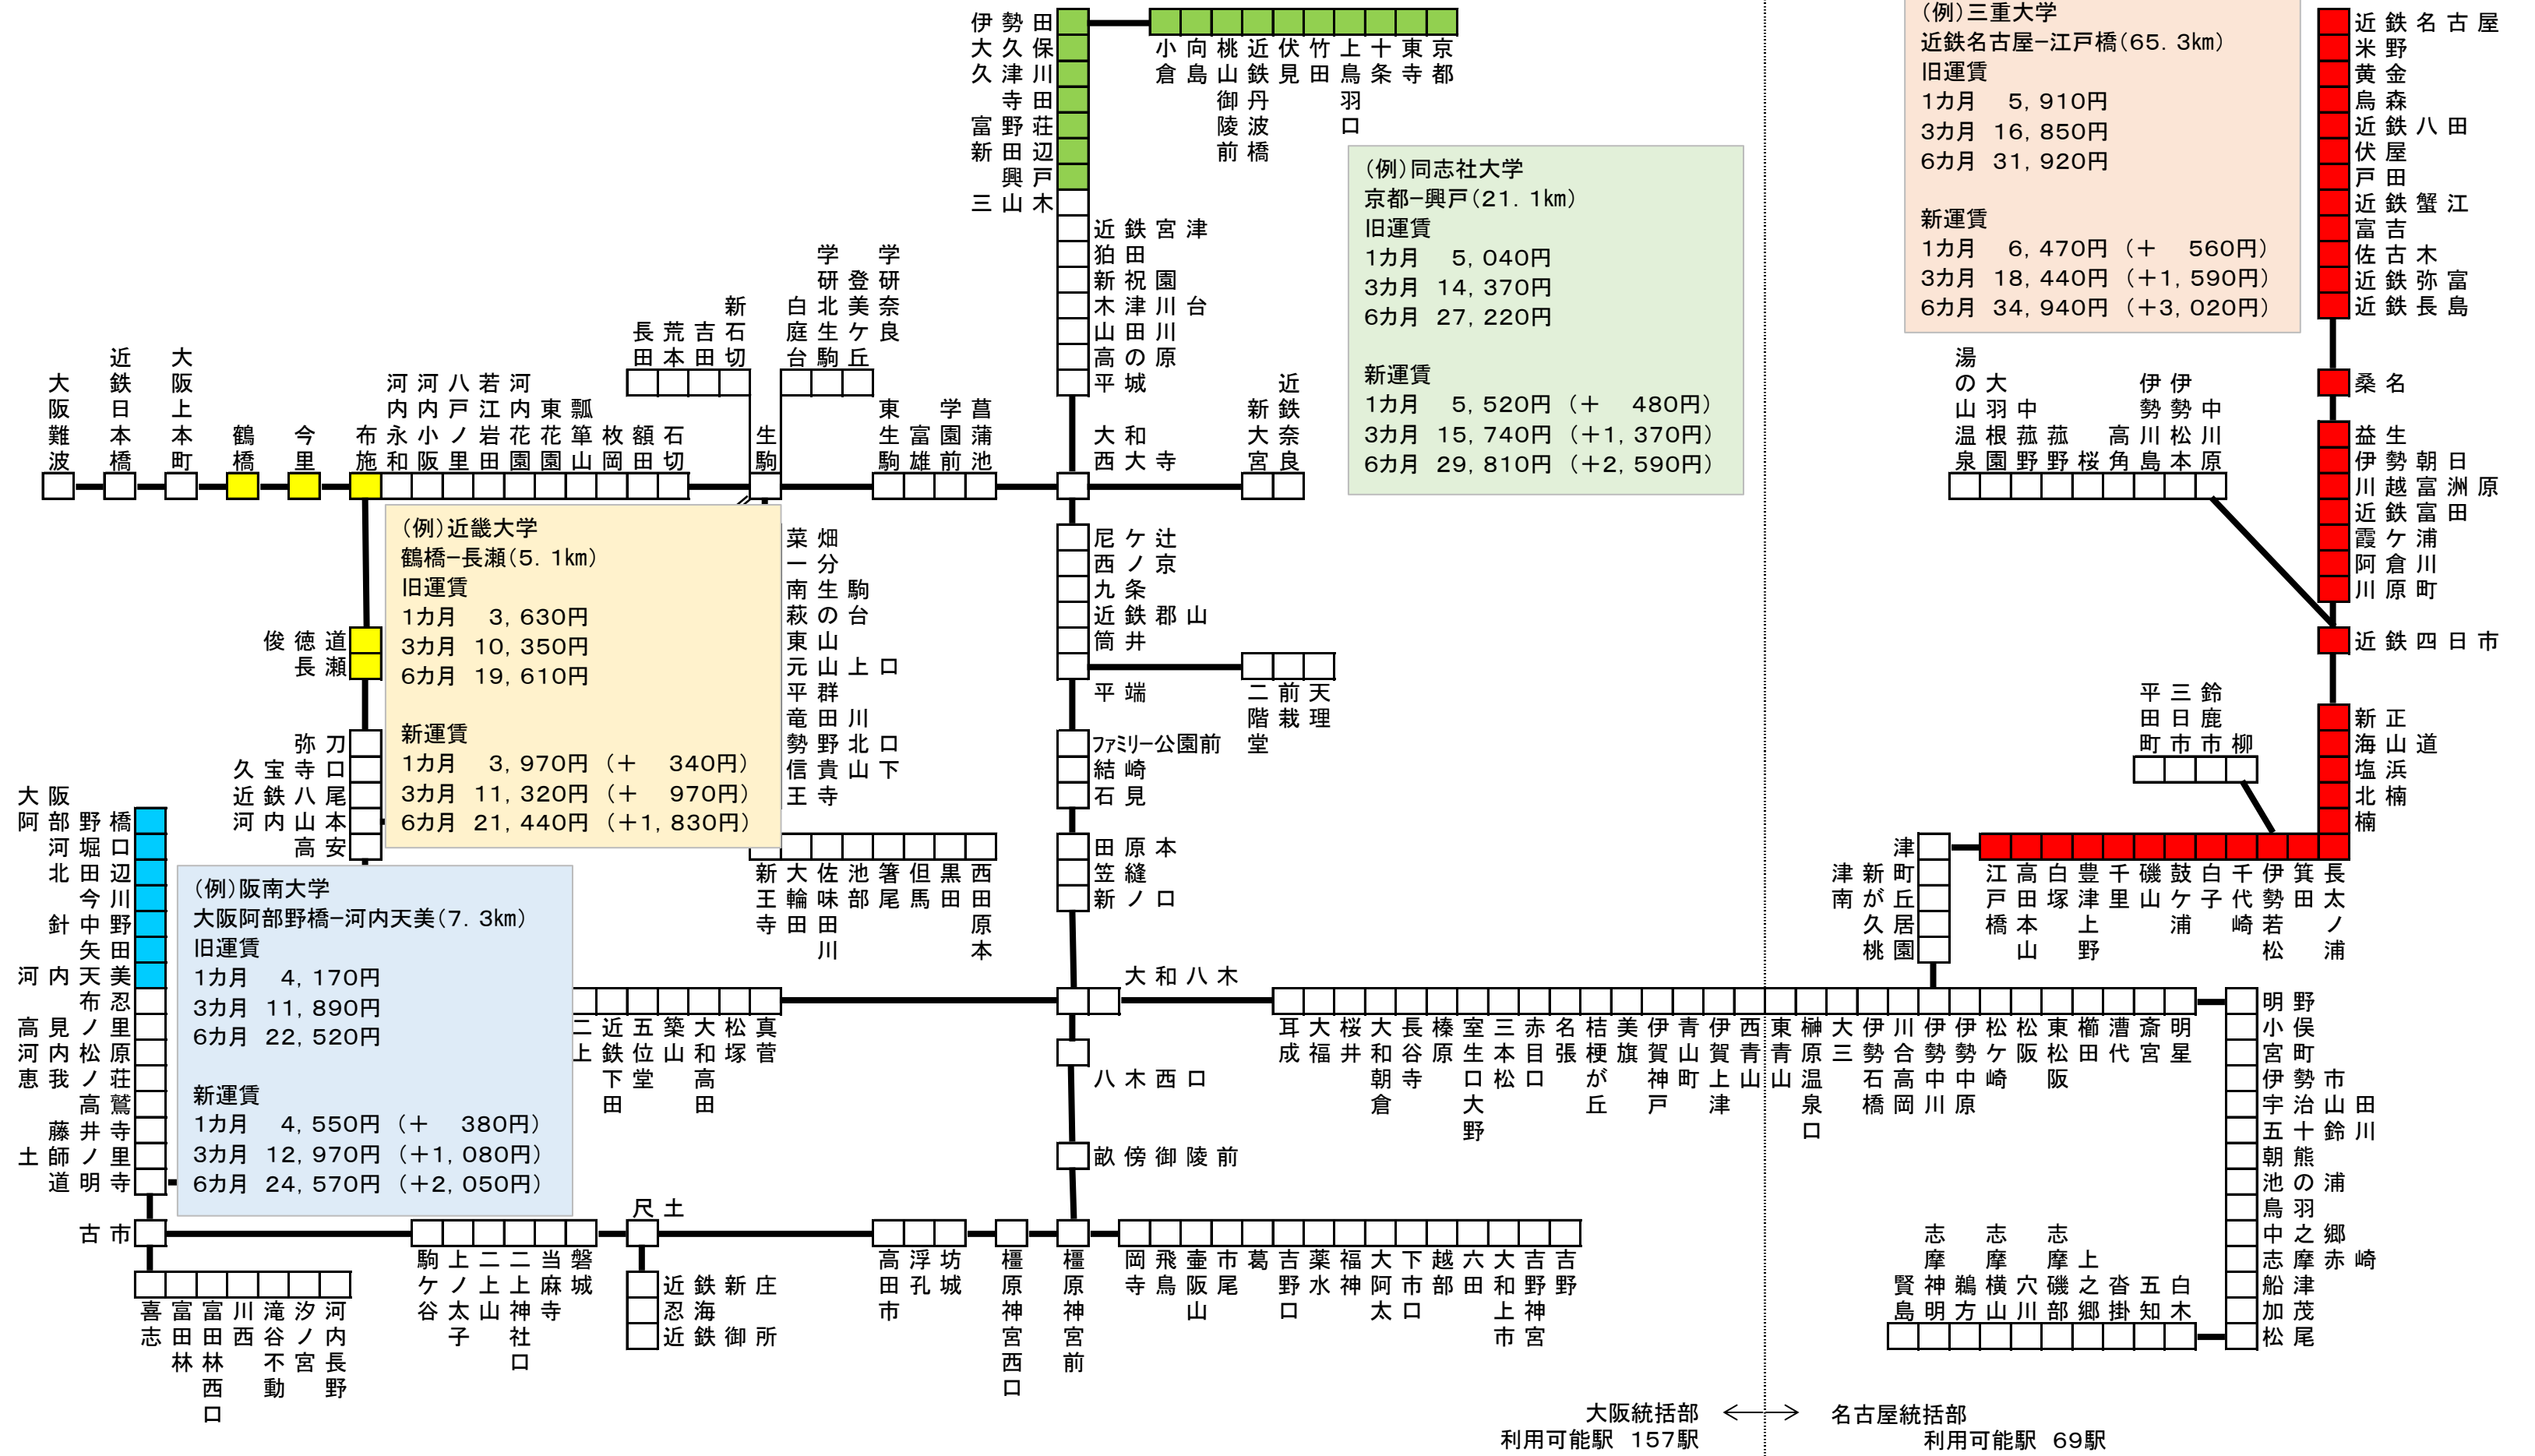 伊勢田
大久保
久津川
寺田
富野荘
新田辺
興戸
三山木
小倉
向島
桃山御陵前
近鉄丹波橋
伏見
竹田
上鳥羽口
十条
東寺
京都
近鉄宮津
狛田
新祝園
木津川台
山田川
高の原
平城
大和西大寺
(例)同志社大学
京都−興戸(21.1㎞)
旧運賃
1カ月 5,040円
3カ月 14,370円
6カ月 27,220円
新運賃
1カ月 5,520円 (+ 480円)
3カ月 15,740円 (+1,370円)
6カ月 29,810円 (+2,590円)
(例)三重大学
近鉄名古屋−江戸橋(65.3㎞)
旧運賃
1カ月 5,910円
3カ月 16,850円
6カ月 31,920円
新運賃
1カ月 6,470円 (+ 560円)
3カ月 18,440円 (+1,590円)
6カ月 34,940円 (+3,020円)
近鉄名古屋
米野
黄金
烏森
近鉄八田
伏屋
戸田
近鉄蟹江
富吉
佐古木
近鉄弥富
近鉄長島
桑名
益生
伊勢朝日
川越富洲原
近鉄富田
霞ケ浦
阿倉川
川原町
近鉄四日市
新正
海山道
塩浜
北楠
楠
湯の山温泉
大羽根園
中菰野
菰野
桜
高角
伊勢川島
伊勢松本
中川原
平田町
三日市
鈴鹿市
柳
大阪難波
近鉄日本橋
大阪上本町
鶴橋
今里
布施
河内永和
河内小阪
八戸ノ里
若江岩田
河内花園
東花園
瓢箪山
枚岡
額田
石切
長田
荒本
吉田
新石切
生駒
白庭台
学研北生駒
登美ケ丘
学研奈良
東生駒
富雄
学園前
菖蒲池
新大宮
近鉄奈良
(例)近畿大学
鶴橋−長瀬(5.1㎞)
旧運賃
1カ月 3,630円
3カ月 10,350円
6カ月 19,610円
新運賃
1カ月 3,970円 (+ 340円)
3カ月 11,320円 (+ 970円)
6カ月 21,440円 (+1,830円)
菜畑
一分
南生駒
萩の台
東山
元山上口
平群
竜田川
勢野北口
信貴山下
王寺
尼ケ辻
西ノ京
九条
近鉄郡山
筒井
平端
二階堂
前栽
天理
ファミリー公園前
結崎
石見
田原本
笠縫
新ノ口
俊徳道
長瀬
弥刀
久宝寺口
近鉄八尾
河内山本
高安
新王寺
大輪田
佐味田川
池部
箸尾
但馬
黒田
西田原本
大阪
阿部野橋
河堀口
北田辺
今川
針中野
矢田
河内天美
布忍
高見ノ里
河内松原
恵我ノ荘
高鷲
藤井寺
土師ノ里
道明寺
古市
(例)阪南大学
大阪阿部野橋−河内天美(7.3㎞)
旧運賃
1カ月 4,170円
3カ月 11,890円
6カ月 22,520円
新運賃
1カ月 4,550円 (+ 380円)
3カ月 12,970円 (+1,080円)
6カ月 24,570円 (+2,050円)
二上
近鉄下田
五位堂
築山
大和高田
松塚
真菅
大和八木
八木西口
畝傍御陵前
耳成
大福
桜井
大和朝倉
長谷寺
榛原
室生口大野
三本松
赤目口
名張
桔梗が丘
美旗
伊賀神戸
青山町
伊賀上津
西青山
東青山
榊原温泉口
大三
伊勢石橋
川合高岡
伊勢中川
伊勢中原
松ケ崎
松阪
東松阪
櫛田
漕代
斎宮
明星
津
津新町
南が丘
久居
桃園
江戸橋
高田本山
白塚
豊津上野
千里
磯山
鼓ケ浦
白子
千代崎
伊勢若松
箕田
長太ノ浦
明野
小俣
宮町
伊勢市
宇治山田
五十鈴川
朝熊
池の浦
鳥羽
中之郷
志摩赤崎
船津
加茂
松尾
賢島
志摩神明
鵜方
志摩横山
穴川
志摩磯部
上之郷
沓掛
五知
白木
喜志
富田林
富田林西口
川西
滝谷不動
汐ノ宮
河内長野
駒ケ谷
上ノ太子
二上山
二上神社口
当麻寺
磐城
尺土
近鉄新庄
忍海
近鉄御所
高田市
浮孔
坊城
橿原神宮西口
橿原神宮前
岡寺
飛鳥
壷阪山
市尾
葛
吉野口
薬水
福神
大阿太
下市口
越部
六田
大和上市
吉野神宮
吉野
大阪統括部
利用可能駅 157駅
名古屋統括部
利用可能駅 69駅